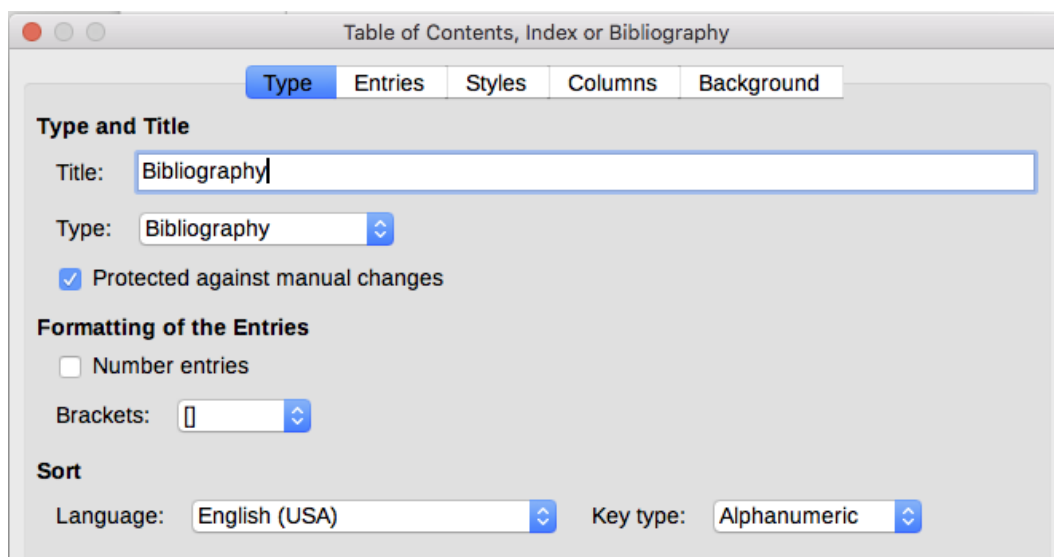 Table of Contents, Index or Bibliography
Type Entries Styles Columns Background
Type and Title
Title: Bibliography
Type: Bibliography
Protected against manual changes
Formatting of the Entries
Number entries
Brackets: []
Sort
Language: English (USA) Key type: Alphanumeric